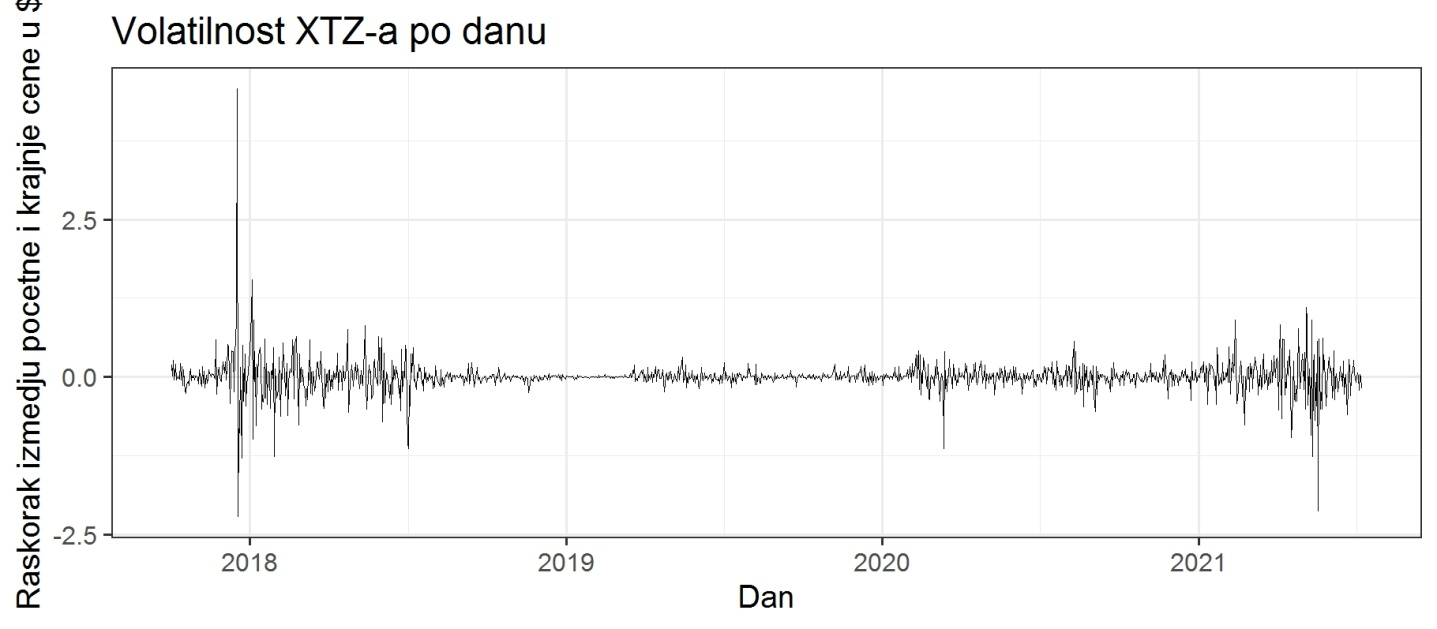 Volatilnost XTZ-a po danu
Raskorak izmedju pocetne i krajnje cene u $
2.5
0.0
-2.5
2018 2019 2020 2021
Dan